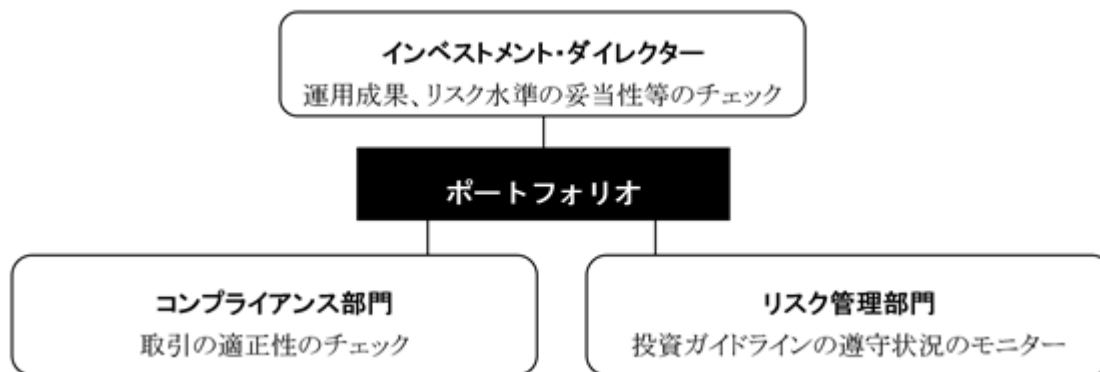 インベストメント・ダイレクター
運用成果、リスク水準の妥当性等のチェック
ポートフォリオ
コンプライアンス部門
取引の適正性のチェック
リスク管理部門
投資ガイドラインの遵守状況のモニター